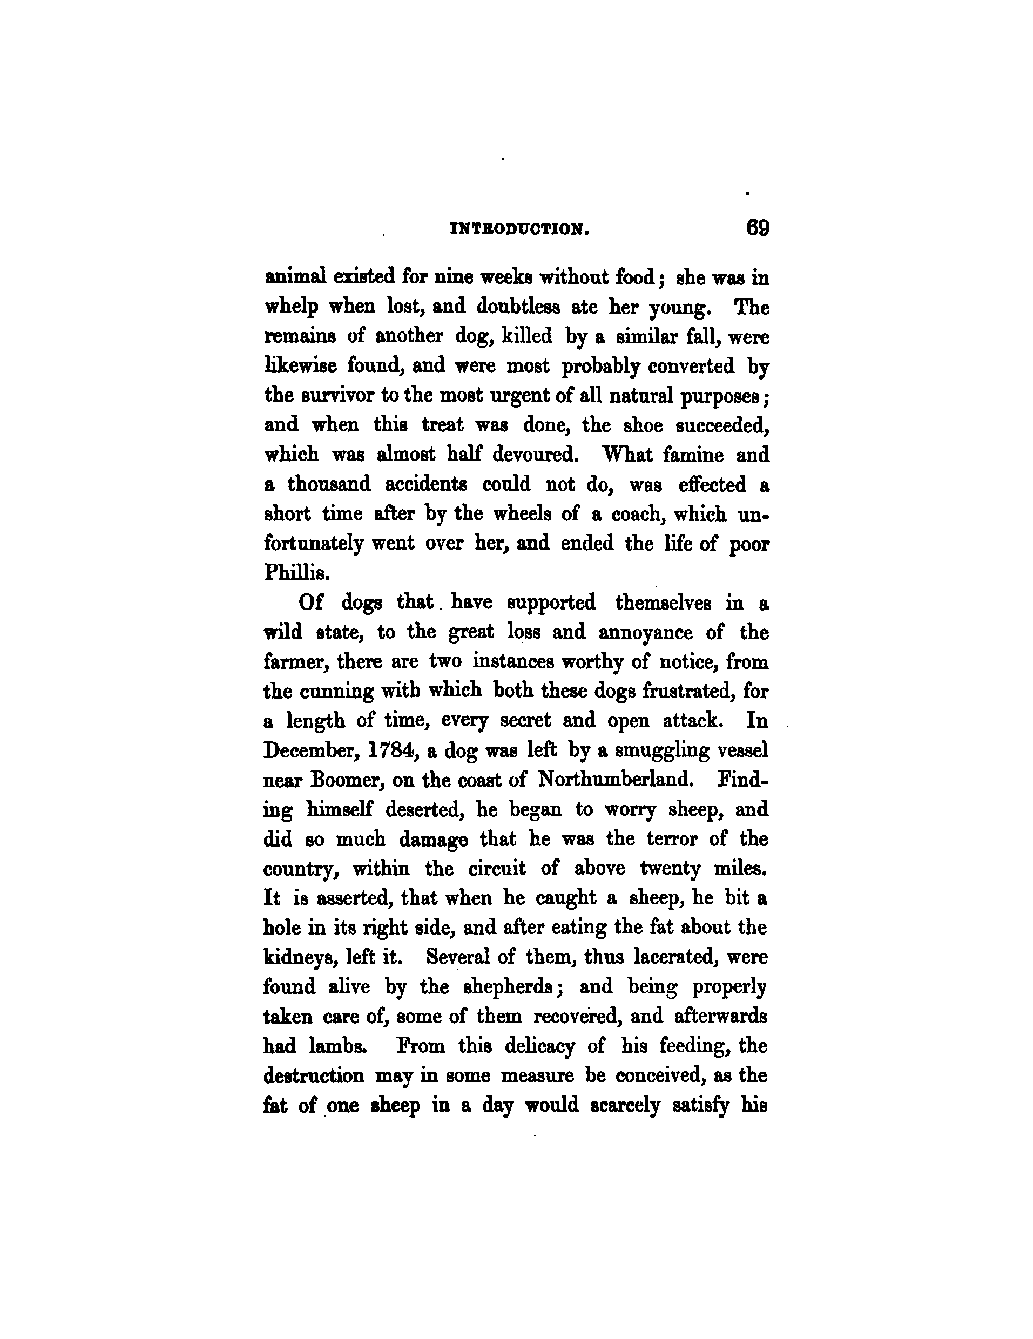 INTRODUCTION. 69
animal existed for nine weeks without food; she was in
whelp when lost, and doubtless ate her young. The
remains of another dog, killed by a similar fall, were
likewise found, and were most probably converted by
the survivor to the most urgent of all natural purposes;
and when this treat was done, the shoe succeeded,
which was almost half devoured. What famine and
a thousand accidents could not do, was effected a
short time after by the wheels of a coach, which un-
fortunately went over her, and ended the life of poor
Phillis.
Of dogs that have supported themselves in a
wild state, to the great loss and annoyance of the
farmer, there are two instances worthy of notice, from
the cunning with which both these dogs frustrated, for
a length of time, every secret and open attack. In
December, 1784, a dog was left by a smuggling vessel
near Boomer, on the coast of Northumberland. Find-
ing himself deserted, he began to worry sheep, and
did so much damage that he was the terror of the
country, within the circuit of above twenty miles.
It is asserted, that when he caught a sheep, he bit a
hole in its right side, and after eating the fat about the
kidneys, left it. Several of them, thus lacerated, were
found alive by the shepherds; and being properly
taken care of, some of them recovered, and afterwards
had lambs. From this delicacy of his feeding, the
destruction may in some measure be conceived, as the
fat of one sheep in a day would scarcely satisfy his